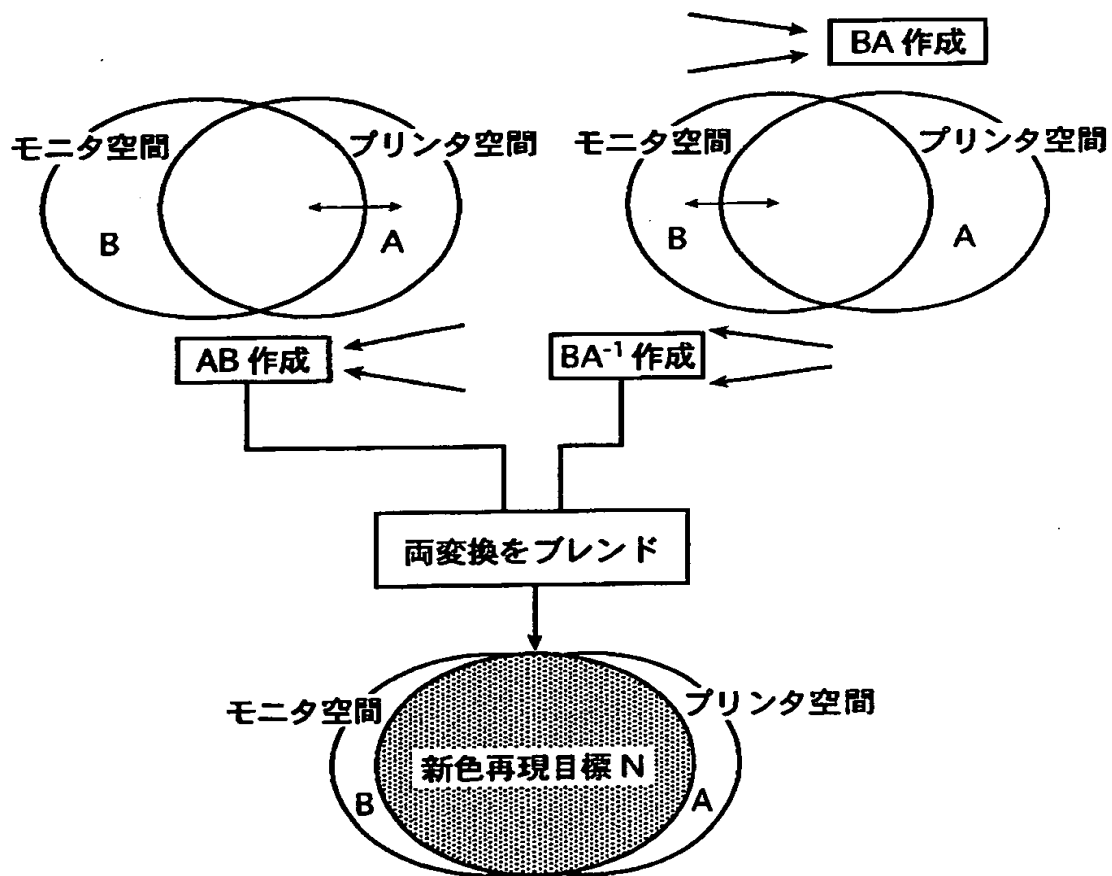 BA 作成
モニタ空間
プリンタ空間
B
A
モニタ空間
プリンタ空間
B
A
AB 作成
BA⁻¹ 作成
両変換をブレンド
モニタ空間
プリンタ空間
新色再現目標 N
B
A